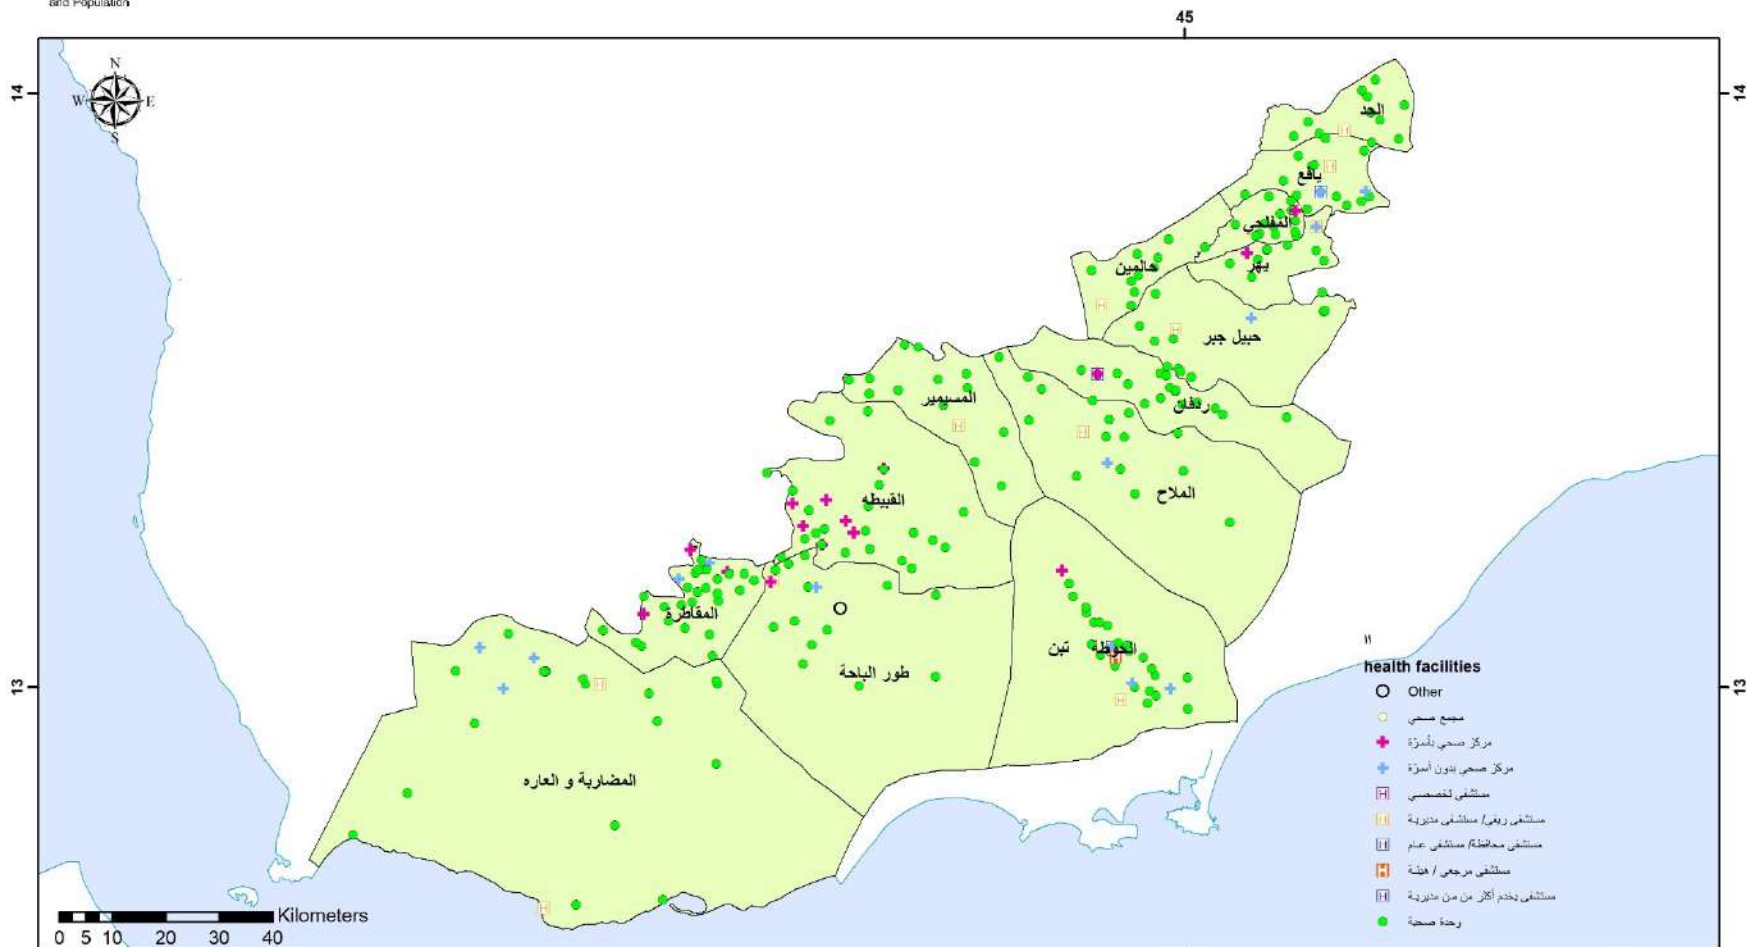 and Population
45
14
14
N
W E
S
الحد
يافع
المفلحي
يهر
حالمين
حبيل جبر
المسيمير
ردفان
القبيطه
الملاح
المقاطرة
الحوطة
تبن
طور الباحة
13
13
المضاربة و العاره
health facilities
Other
مجمع صحي
مركز صحي بأسرّة
مركز صحي بدون أسرّة
مستشفى تخصصي
مستشفى ريفي/ مستشفى مديرية
مستشفى محافظة/ مستشفى عام
مستشفى مرجعي / هيئة
مستشفى يخدم أكثر من من مديرية
وحدة صحية
Kilometers
0 5 10 20 30 40